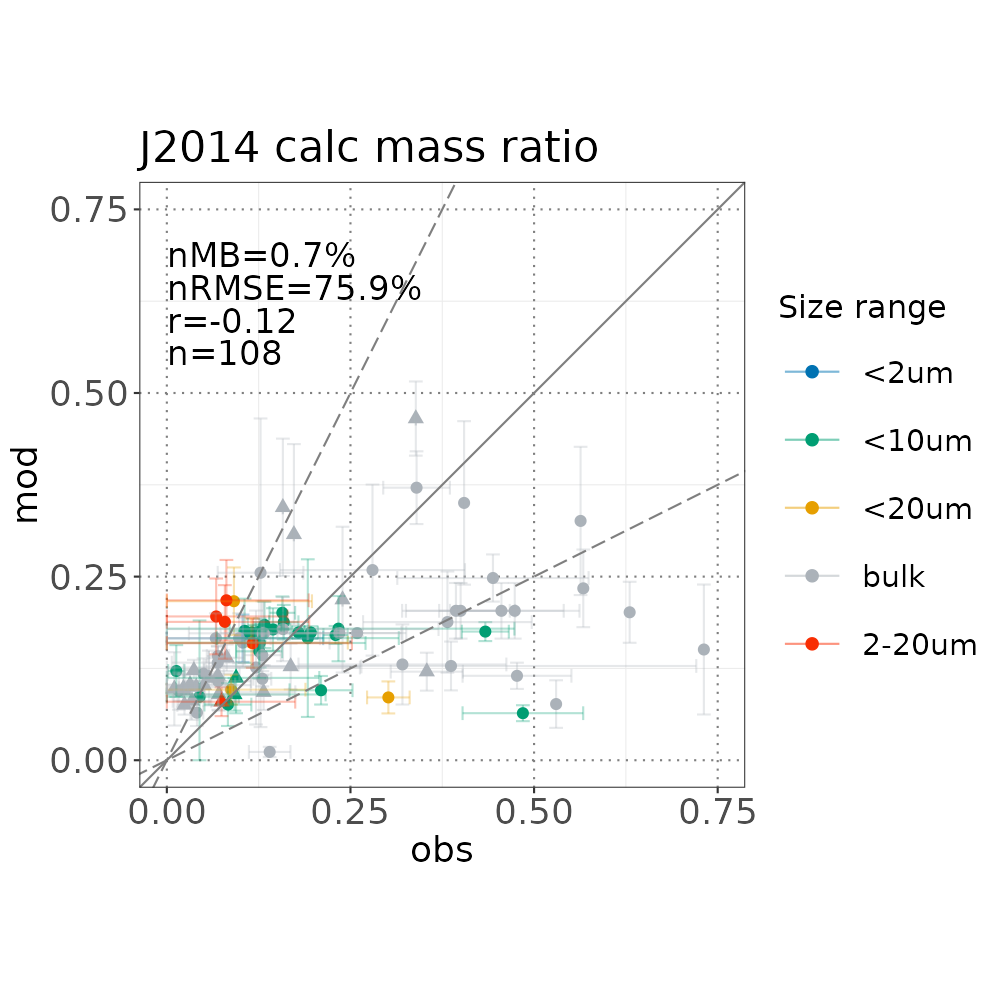 J2014 calc mass ratio
nMB=0.7%
nRMSE=75.9%
r=-0.12
n=108
0.75
0.50
0.25
0.00
mod
0.00 0.25 0.50 0.75
obs
Size range
<2um
<10um
<20um
bulk
2-20um